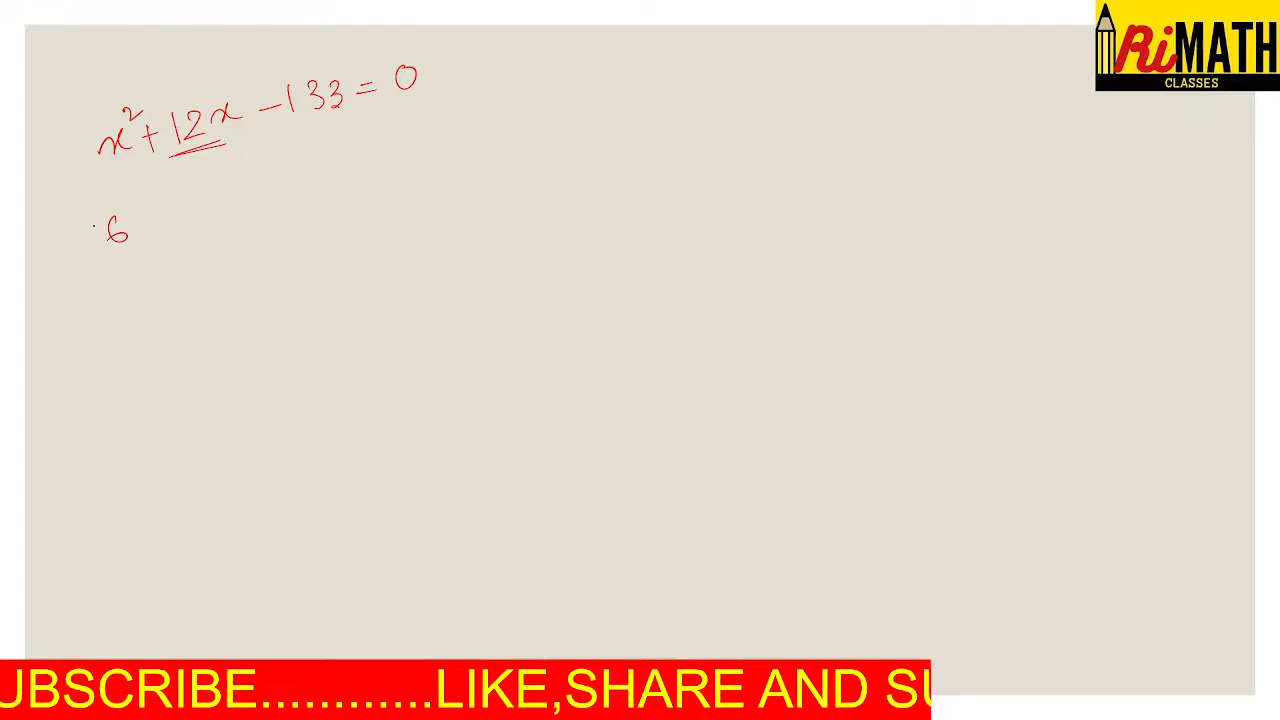 RiMATH
CLASSES
x² + 12x - 133 = 0
6
UBSCRIBE............LIKE,SHARE AND SU